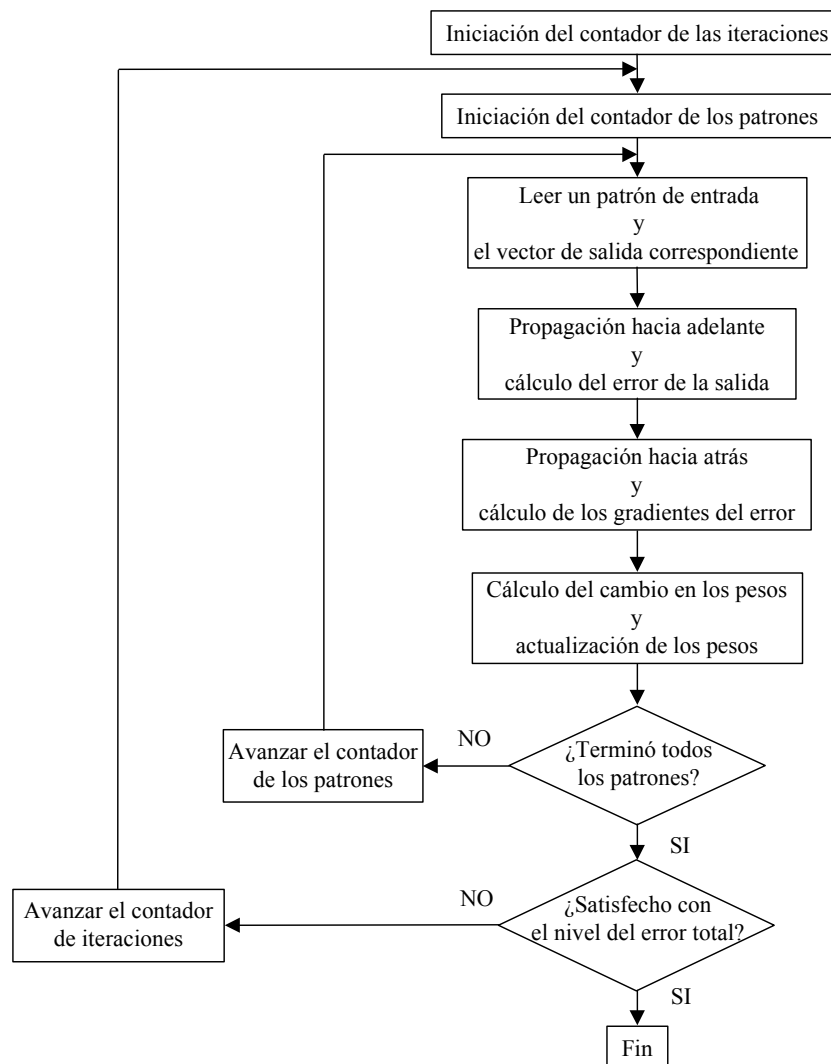 Iniciación del contador de las iteraciones
Iniciación del contador de los patrones
Leer un patrón de entrada
y
el vector de salida correspondiente
Propagación hacia adelante
y
cálculo del error de la salida
Propagación hacia atrás
y
cálculo de los gradientes del error
Cálculo del cambio en los pesos
y
actualización de los pesos
¿Terminó todos
los patrones?
NO
Avanzar el contador
de los patrones
SI
¿Satisfecho con
el nivel del error total?
NO
Avanzar el contador
de iteraciones
SI
Fin